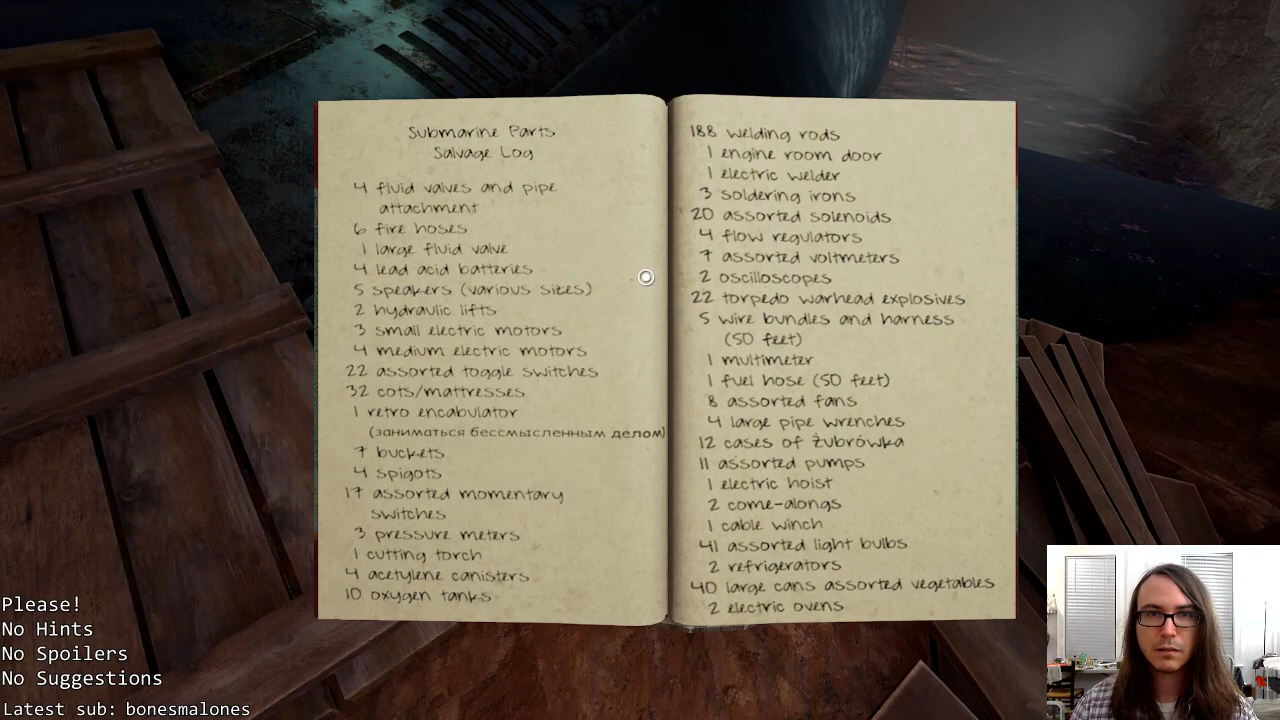 Submarine Parts
Salvage Log
4 fluid valves and pipe
attachment
6 fire hoses
1 large fluid valve
4 lead acid batteries
5 speakers (various sizes)
2 hydraulic lifts
3 small electric motors
4 medium electric motors
22 assorted toggle switches
32 cots/mattresses
1 retro encabulator
(заниматься бессмысленным делом)
7 buckets
4 spigots
17 assorted momentary
switches
3 pressure meters
1 cutting torch
4 acetylene canisters
10 oxygen tanks
188 welding rods
1 engine room door
1 electric welder
3 soldering irons
20 assorted solenoids
4 flow regulators
7 assorted voltmeters
2 oscilloscopes
22 torpedo warhead explosives
5 wire bundles and harness
(50 feet)
1 multimeter
1 fuel hose (50 feet)
8 assorted fans
4 large pipe wrenches
12 cases of żubrówka
11 assorted pumps
1 electric hoist
2 come-alongs
1 cable winch
41 assorted light bulbs
2 refrigerators
40 large cans assorted vegetables
2 electric ovens
Please!
No Hints
No Spoilers
No Suggestions
Latest sub: bonesmalones